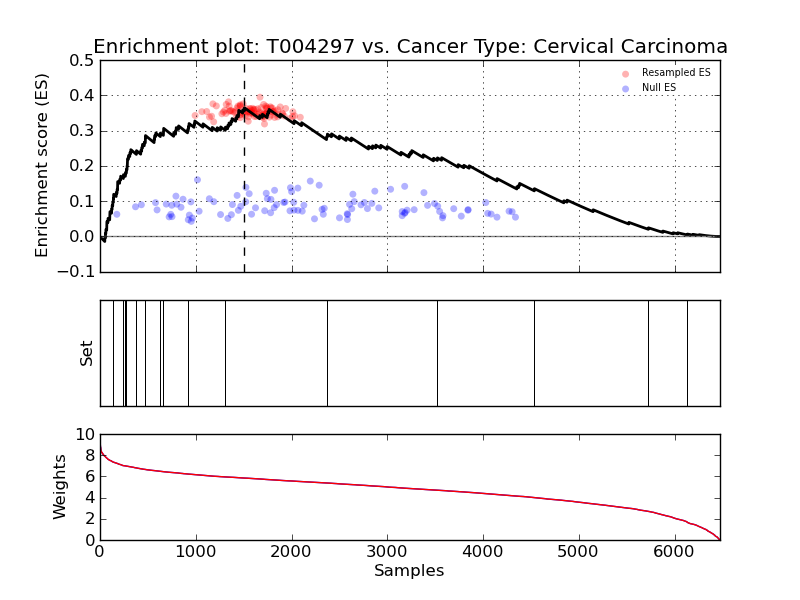 Enrichment plot: T004297 vs. Cancer Type: Cervical Carcinoma
0.5
0.4
0.3
0.2
0.1
0.0
−0.1
Enrichment score (ES)
Resampled ES
Null ES
Set
10
8
6
4
2
0
Weights
0 1000 2000 3000 4000 5000 6000
Samples